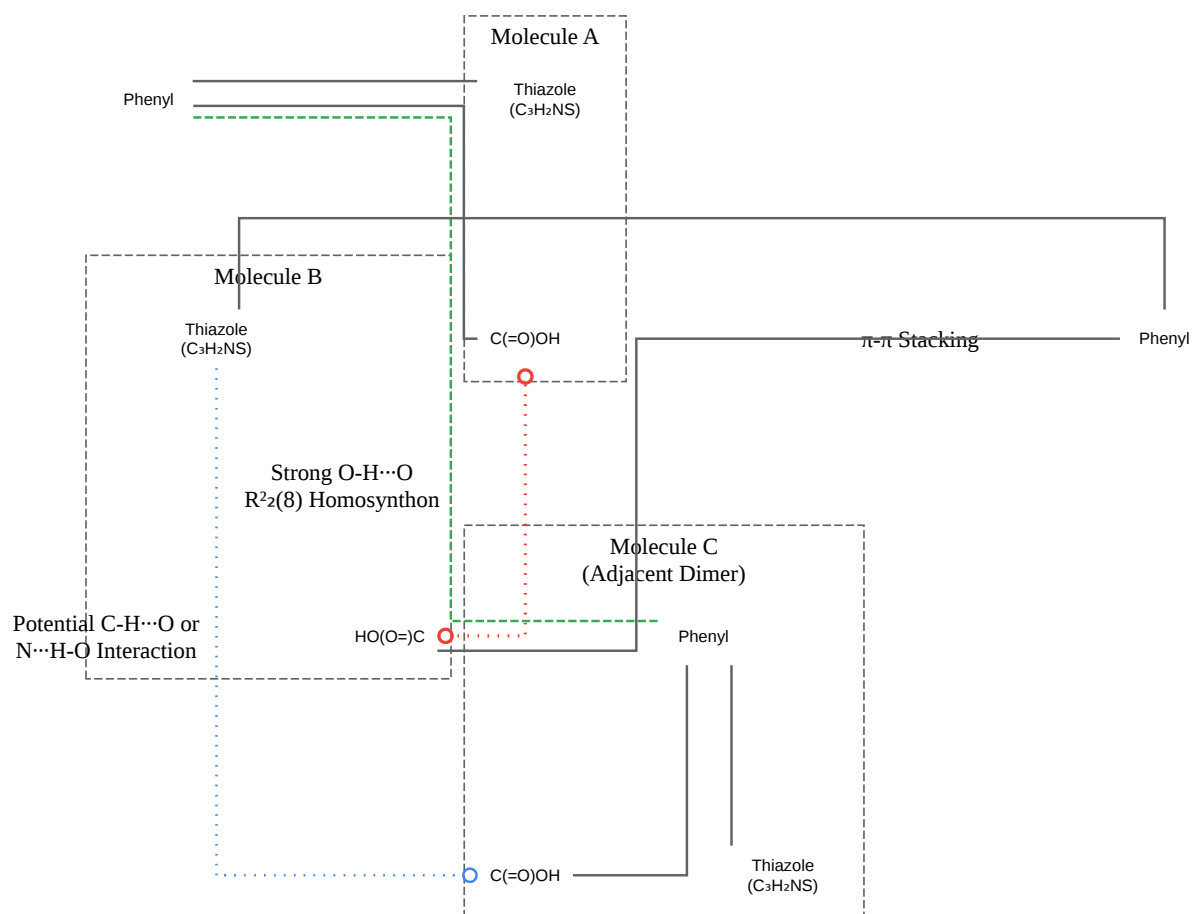 Molecule A
Phenyl
Thiazole
(C₃H₂NS)
Molecule B
Thiazole
(C₃H₂NS)
C(=O)OH
π-π Stacking
Phenyl
Strong O-H···O
R²₂(8) Homosynthon
Molecule C
(Adjacent Dimer)
Potential C-H···O or
N···H-O Interaction
HO(O=)C
Phenyl
C(=O)OH
Thiazole
(C₃H₂NS)